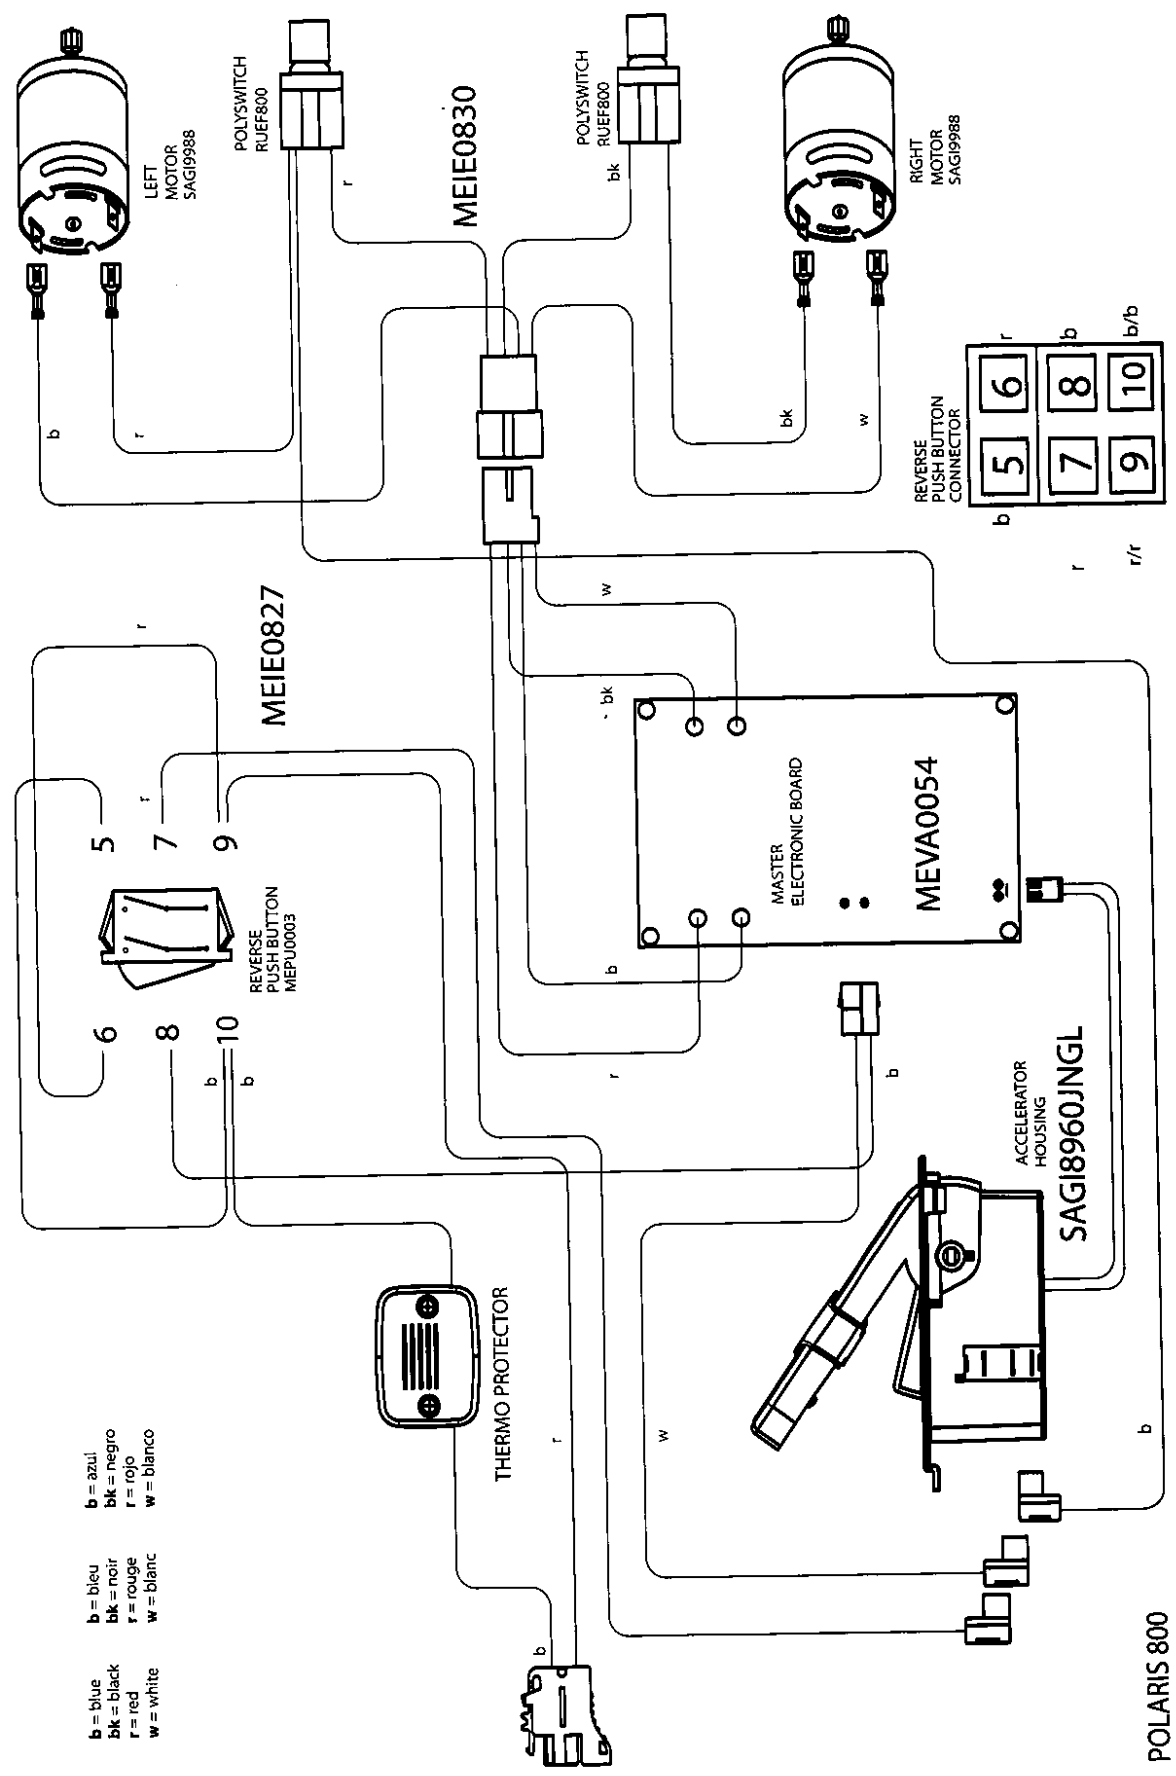 LEFT
MOTOR
SAGI9988
POLYSWITCH
RUEF800
MEIE0830
POLYSWITCH
RUEF800
RIGHT
MOTOR
SAGI9988
r
bk
b
r
bk
w
REVERSE
PUSH BUTTON
CONNECTOR
5
6
7
8
9
10
b
r
r
b
r/r
b/b
MEIE0827
r
r
w
bk
5
7
9
6
8
10
REVERSE
PUSH BUTTON
MEPU0003
b
b
MASTER
ELECTRONIC BOARD
MEVA0054
b
r
b
ACCELERATOR
HOUSING
SAGI8960JNGL
THERMO PROTECTOR
r
w
b
b
b = blue
bk = black
r = red
w = white
b = bleu
bk = noir
r = rouge
w = blanc
b = azul
bk = negro
r = rojo
w = blanco
POLARIS 800